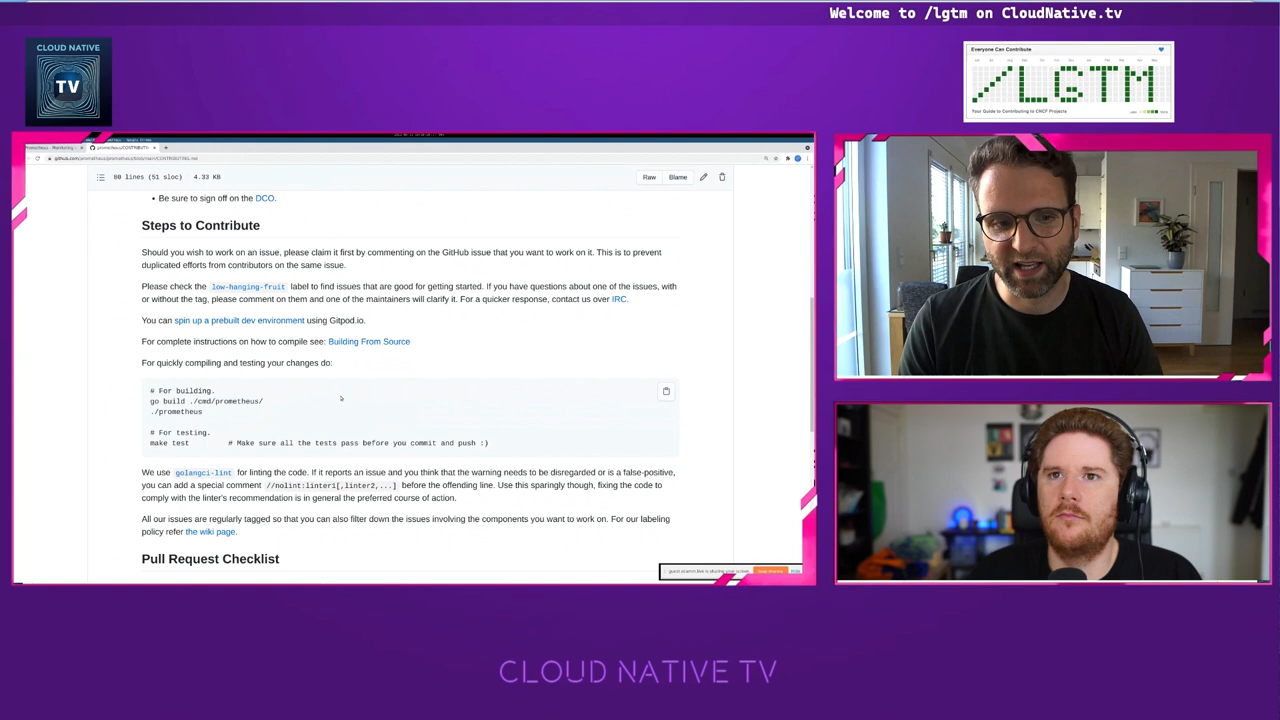 Welcome to /lgtm on CloudNative.tv
CLOUD NATIVE
TV
Everyone Can Contribute
/LGTM
Your Guide to Contributing to CNCF Projects
80 lines (51 sloc) 4.33 KB
Raw Blame
• Be sure to sign off on the DCO.
Steps to Contribute
Should you wish to work on an issue, please claim it first by commenting on the GitHub issue that you want to work on it. This is to prevent
duplicated efforts from contributors on the same issue.
Please check the low-hanging-fruit label to find issues that are good for getting started. If you have questions about one of the issues, with
or without the tag, please comment on them and one of the maintainers will clarify it. For a quicker response, contact us over IRC.
You can spin up a prebuilt dev environment using Gitpod.io.
For complete instructions on how to compile see: Building From Source
For quickly compiling and testing your changes do:
# For building.
go build ./cmd/prometheus/
./prometheus
# For testing.
make test # Make sure all the tests pass before you commit and push :)
We use golangci-lint for linting the code. If it reports an issue and you think that the warning needs to be disregarded or is a false-positive,
you can add a special comment //nolint:linter1[,linter2,...] before the offending line. Use this sparingly though, fixing the code to
comply with the linter's recommendation is in general the preferred course of action.
All our issues are regularly tagged so that you can also filter down the issues involving the components you want to work on. For our labeling
policy refer the wiki page.
Pull Request Checklist
CLOUD NATIVE TV